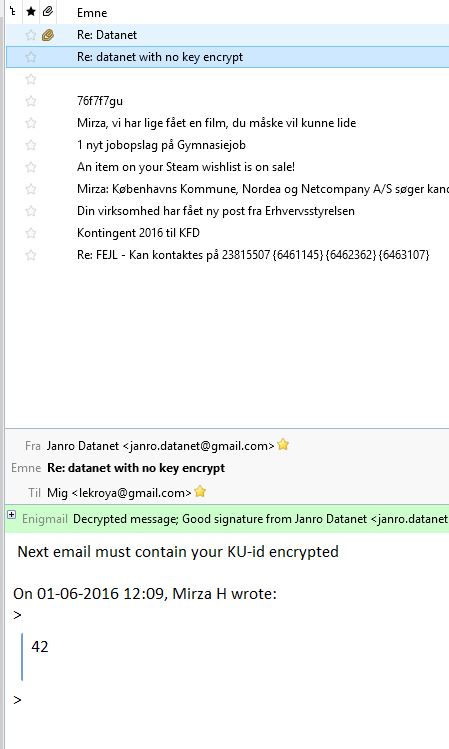 Emne
Re: Datanet
Re: datanet with no key encrypt
76f7f7gu
Mirza, vi har lige fået en film, du måske vil kunne lide
1 nyt jobopslag på Gymnasiejob
An item on your Steam wishlist is on sale!
Mirza: Københavns Kommune, Nordea og Netcompany A/S søger kand
Din virksomhed har fået ny post fra Erhvervsstyrelsen
Kontingent 2016 til KFD
Re: FEJL - Kan kontaktes på 23815507 {6461145} {6462362} {6463107}
Fra Janro Datanet <janro.datanet@gmail.com>
Emne Re: datanet with no key encrypt
Til Mig <lekroya@gmail.com>
Enigmail Decrypted message; Good signature from Janro Datanet <janro.datanet
Next email must contain your KU-id encrypted
On 01-06-2016 12:09, Mirza H wrote:
>
42
>